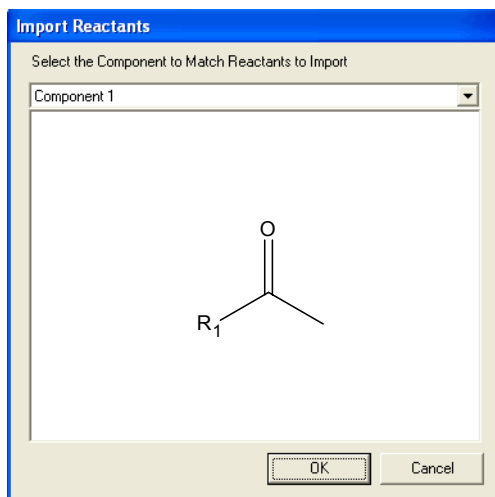 Import Reactants
Select the Component to Match Reactants to Import
Component 1
O
R1
OK Cancel